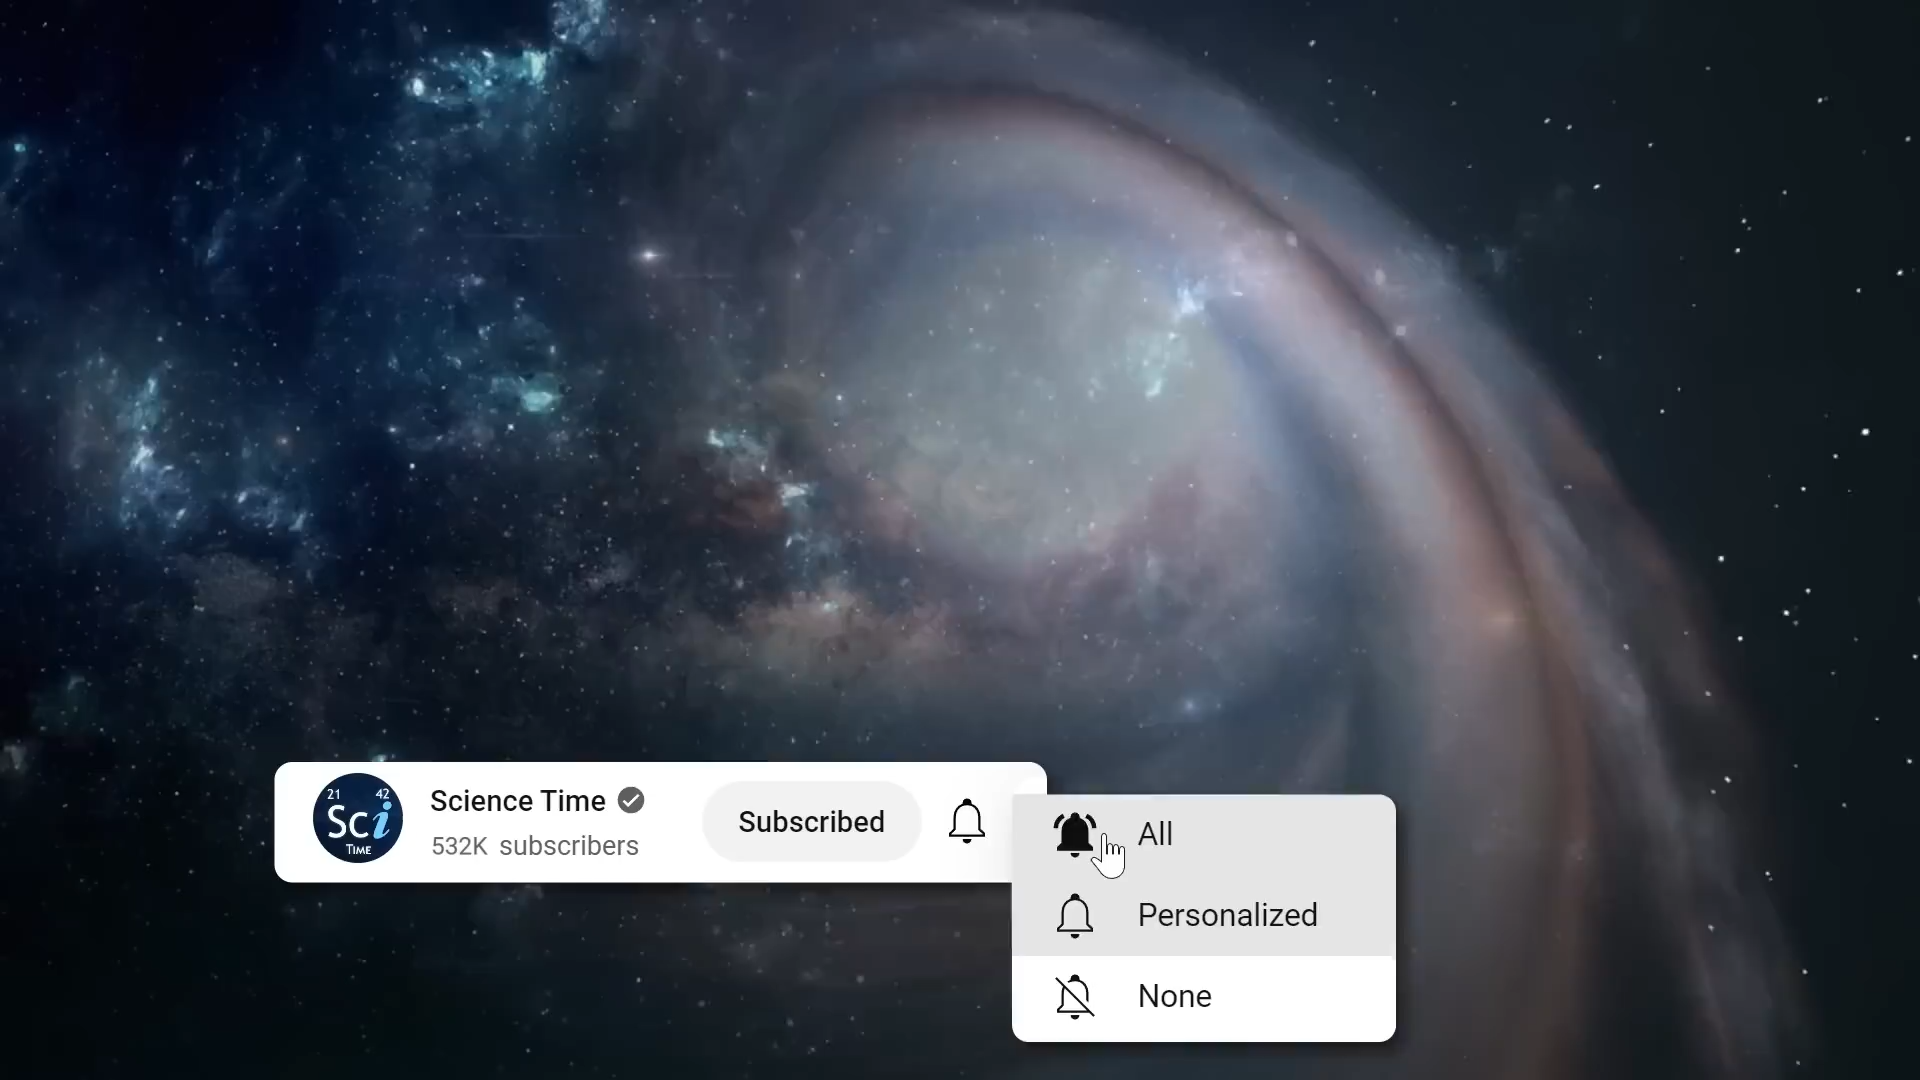 21 42
Sci
TIME
Science Time
532K subscribers
Subscribed
All
Personalized
None